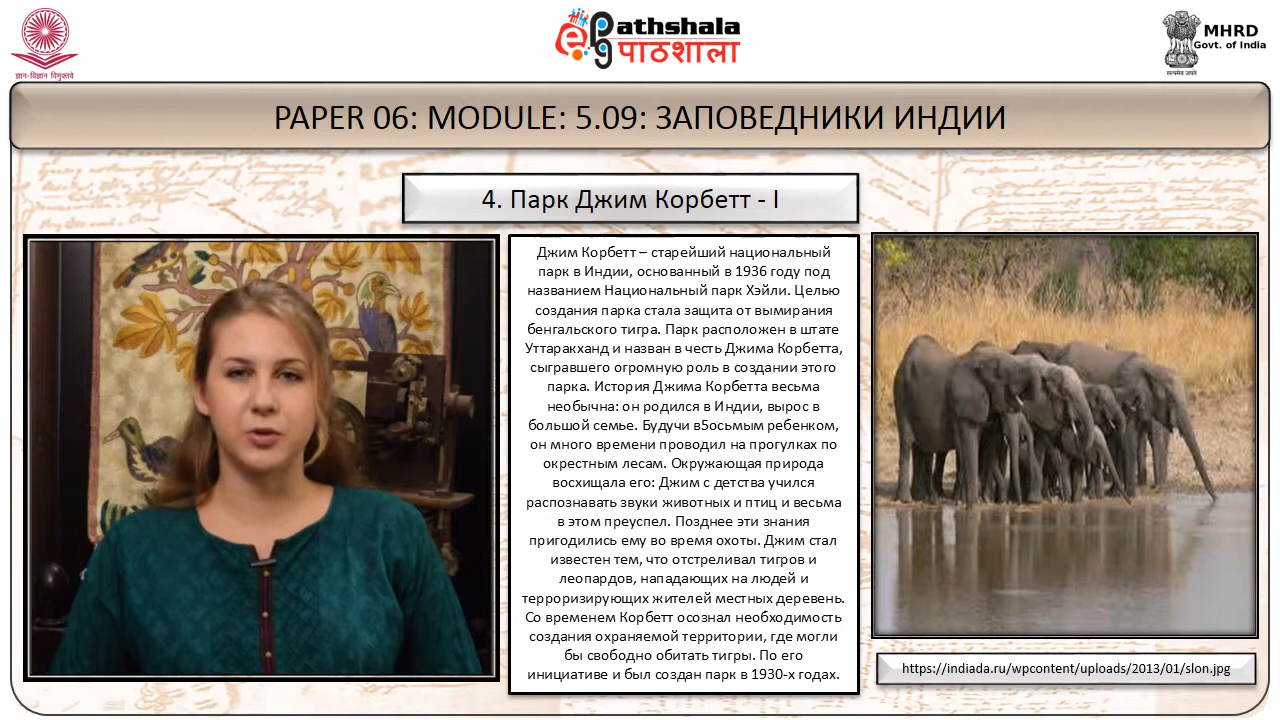 ज्ञान-विज्ञान विमुक्तये
ePg Pathshala
पाठशाला
सत्यमेव जयते
MHRD
Govt. of India
PAPER 06: MODULE: 5.09: ЗАПОВЕДНИКИ ИНДИИ
4. Парк Джим Корбетт - I
Джим Корбетт – старейший национальный
парк в Индии, основанный в 1936 году под
названием Национальный парк Хэйли. Целью
создания парка стала защита от вымирания
бенгальского тигра. Парк расположен в штате
Уттаракханд и назван в честь Джима Корбетта,
сыгравшего огромную роль в создании этого
парка. История Джима Корбетта весьма
необычна: он родился в Индии, вырос в
большой семье. Будучи в5осьмым ребенком,
он много времени проводил на прогулках по
окрестным лесам. Окружающая природа
восхищала его: Джим с детства учился
распознавать звуки животных и птиц и весьма
в этом преуспел. Позднее эти знания
пригодились ему во время охоты. Джим стал
известен тем, что отстреливал тигров и
леопардов, нападающих на людей и
терроризирующих жителей местных деревень.
Со временем Корбетт осознал необходимость
создания охраняемой территории, где могли
бы свободно обитать тигры. По его
инициативе и был создан парк в 1930-х годах.
https://indiada.ru/wpcontent/uploads/2013/01/slon.jpg